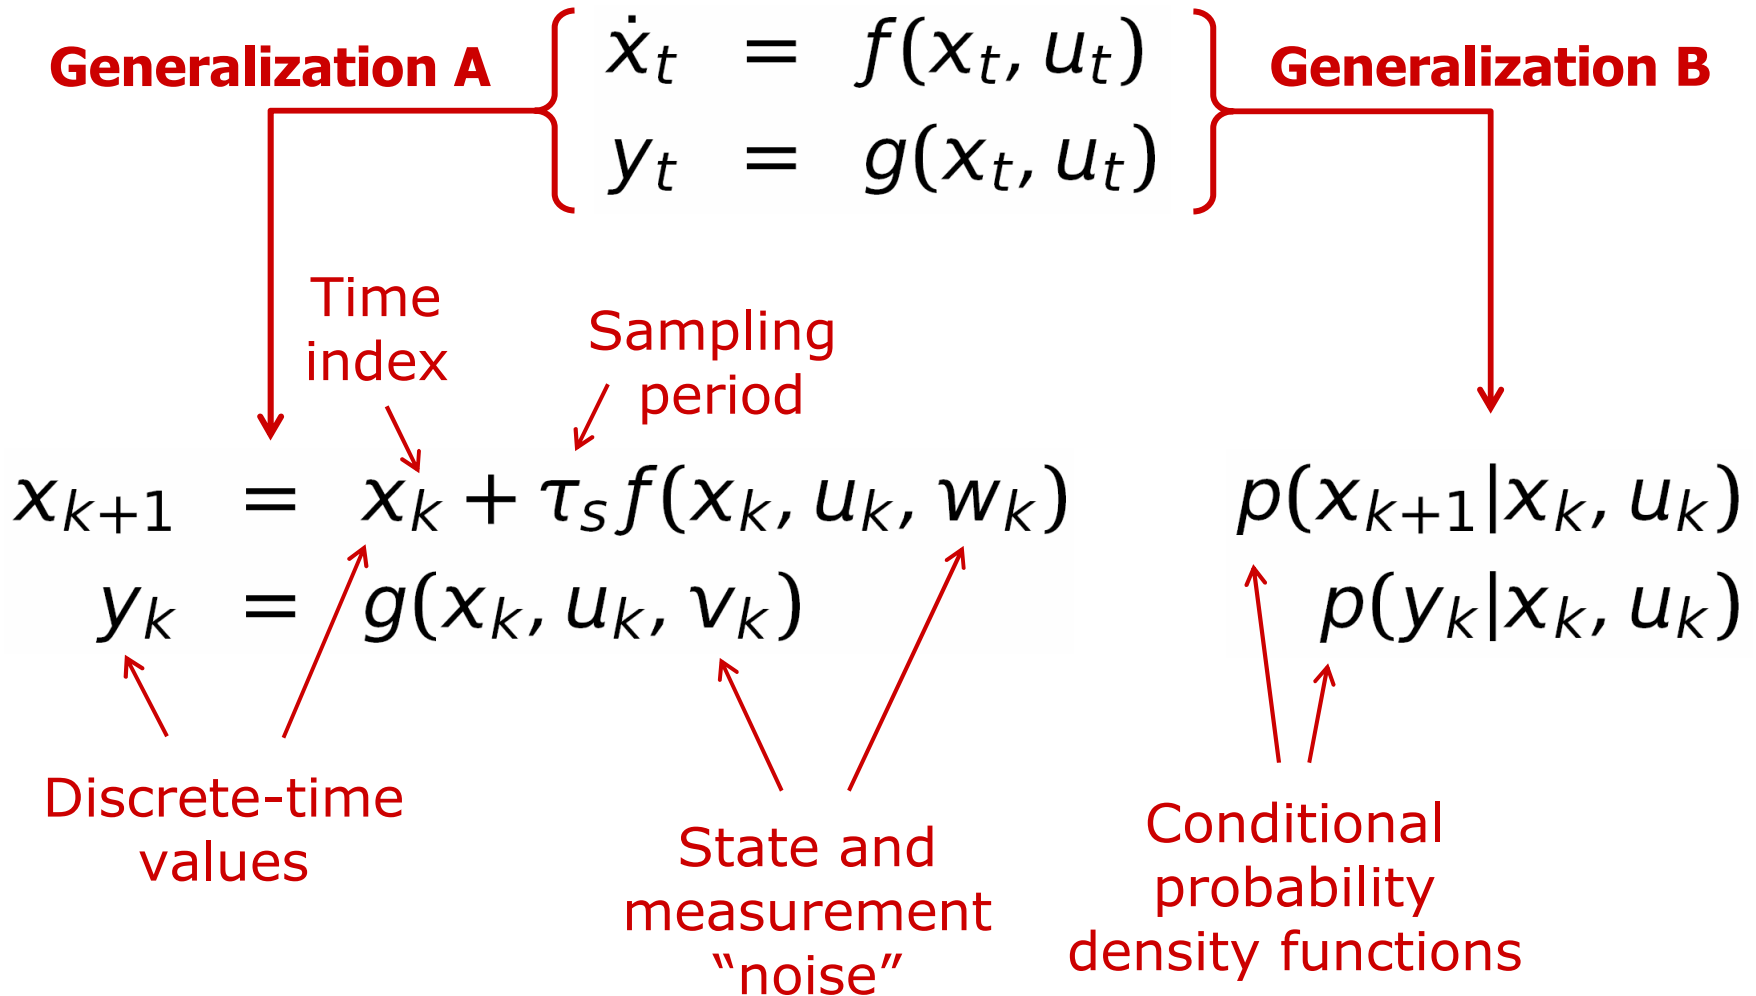 Generalization A
ẋ_t = f(x_t, u_t)
y_t = g(x_t, u_t)
Generalization B
Time
index
Sampling
period
x_{k+1} = x_k + τ_s f(x_k, u_k, w_k)
y_k = g(x_k, u_k, v_k)
p(x_{k+1}|x_k, u_k)
p(y_k|x_k, u_k)
Discrete-time
values
State and
measurement
“noise”
Conditional
probability
density functions